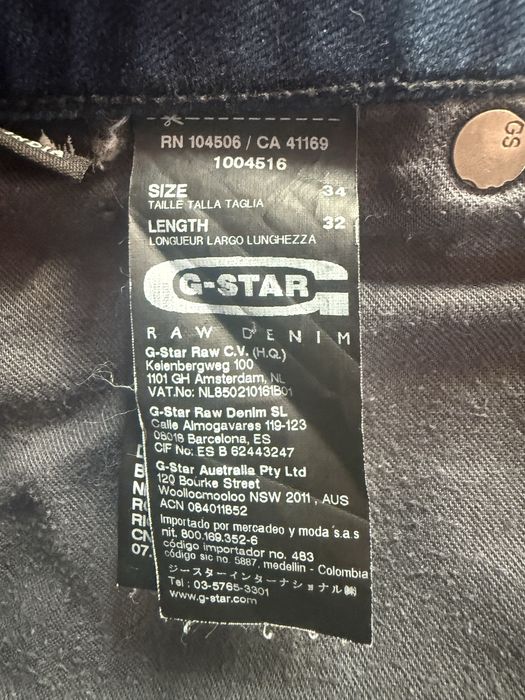 RN 104506 / CA 41169
1004516
SIZE 34
TAILLE TALLA TAGLIA
LENGTH 32
LONGUEUR LARGO LUNGHEZZA
G-STAR
RAW DENIM
G-Star Raw C.V. (H.Q.)
Keienbergweg 100
1101 GH Amsterdam, NL
VAT.No: NL850210161B01
G-Star Raw Denim SL
Calle Almogavares 119-123
08018 Barcelona, ES
CIF No: ES B 62443247
G-Star Australia Pty Ltd
120 Bourke Street
Woolloomooloo NSW 2011 , AUS
ACN 084011852
Importado por mercadeo y moda s.a.s
nit. 800.169.352-6
código importador no. 483
código sic no. 5887, medellin - Colombia
ジースターインターナショナル㈱
Tel : 03-5765-3301
www.g-star.com
GS
CN
07.